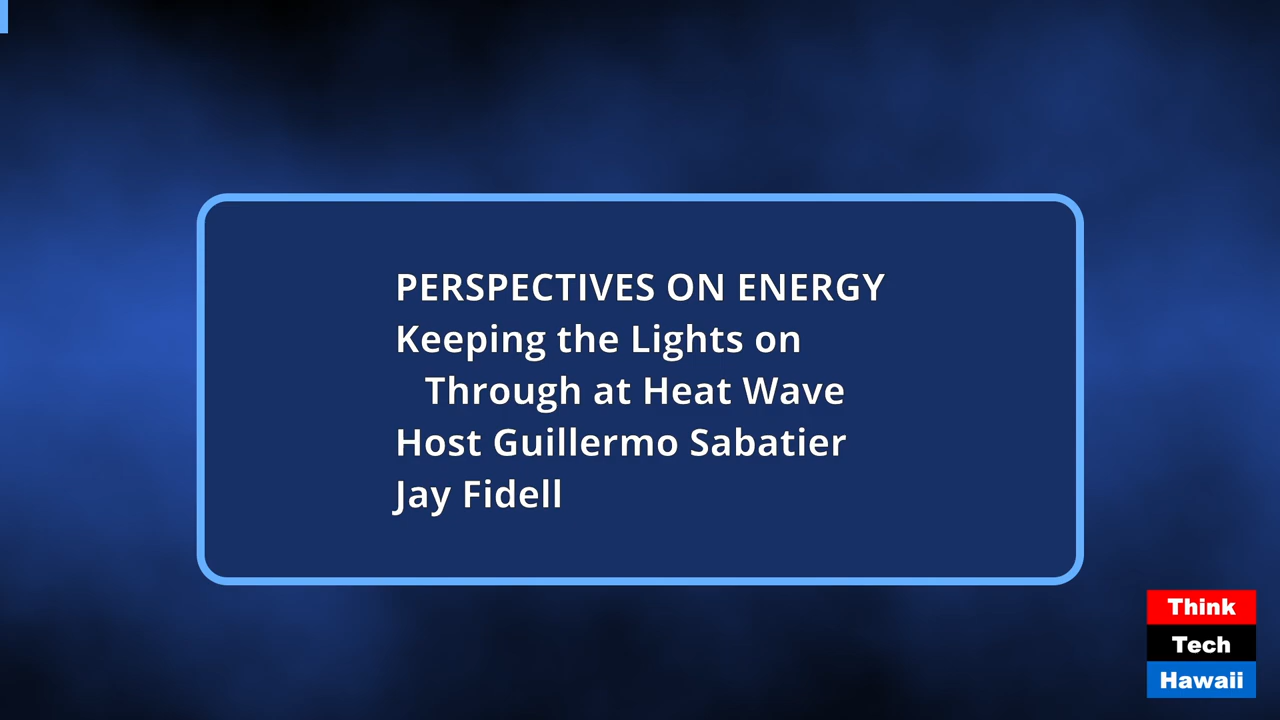 PERSPECTIVES ON ENERGY
Keeping the Lights on
Through at Heat Wave
Host Guillermo Sabatier
Jay Fidell
Think
Tech
Hawaii